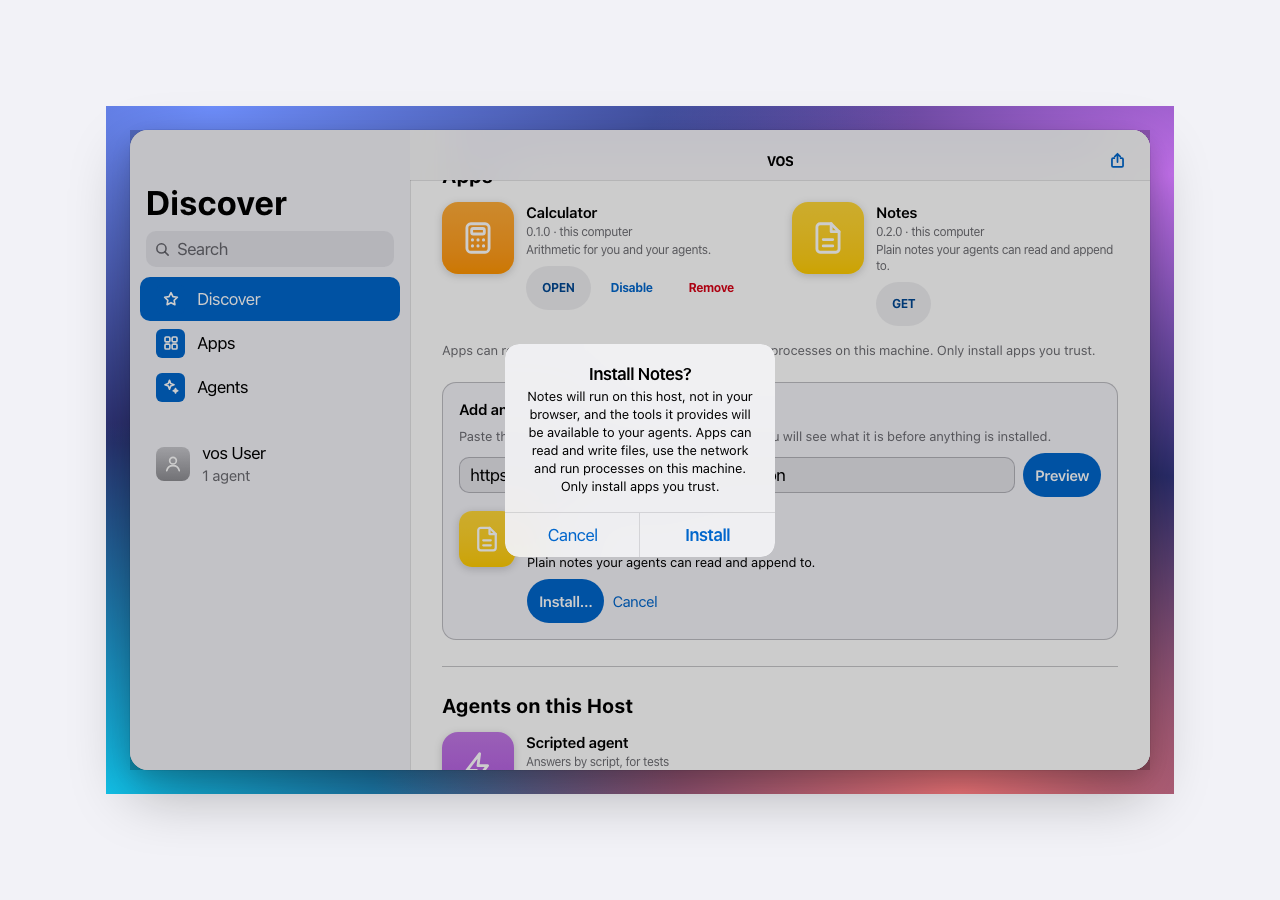 VOS
Discover
Search
Discover
Apps
Agents
vos User
1 agent
Apps
Calculator
0.1.0 · this computer
Arithmetic for you and your agents.
OPEN
Disable
Remove
Notes
0.2.0 · this computer
Plain notes your agents can read and append
to.
GET
Apps can
processes on this machine. Only install apps you trust.
Install Notes?
Notes will run on this host, not in your
browser, and the tools it provides will
be available to your agents. Apps can
read and write files, use the network
and run processes on this machine.
Only install apps you trust.
Cancel
Install
Add
Paste
will see what it is before anything is installed.
https
Preview
Plain notes your agents can read and append to.
Install...
Cancel
Agents on this Host
Scripted agent
Answers by script, for tests